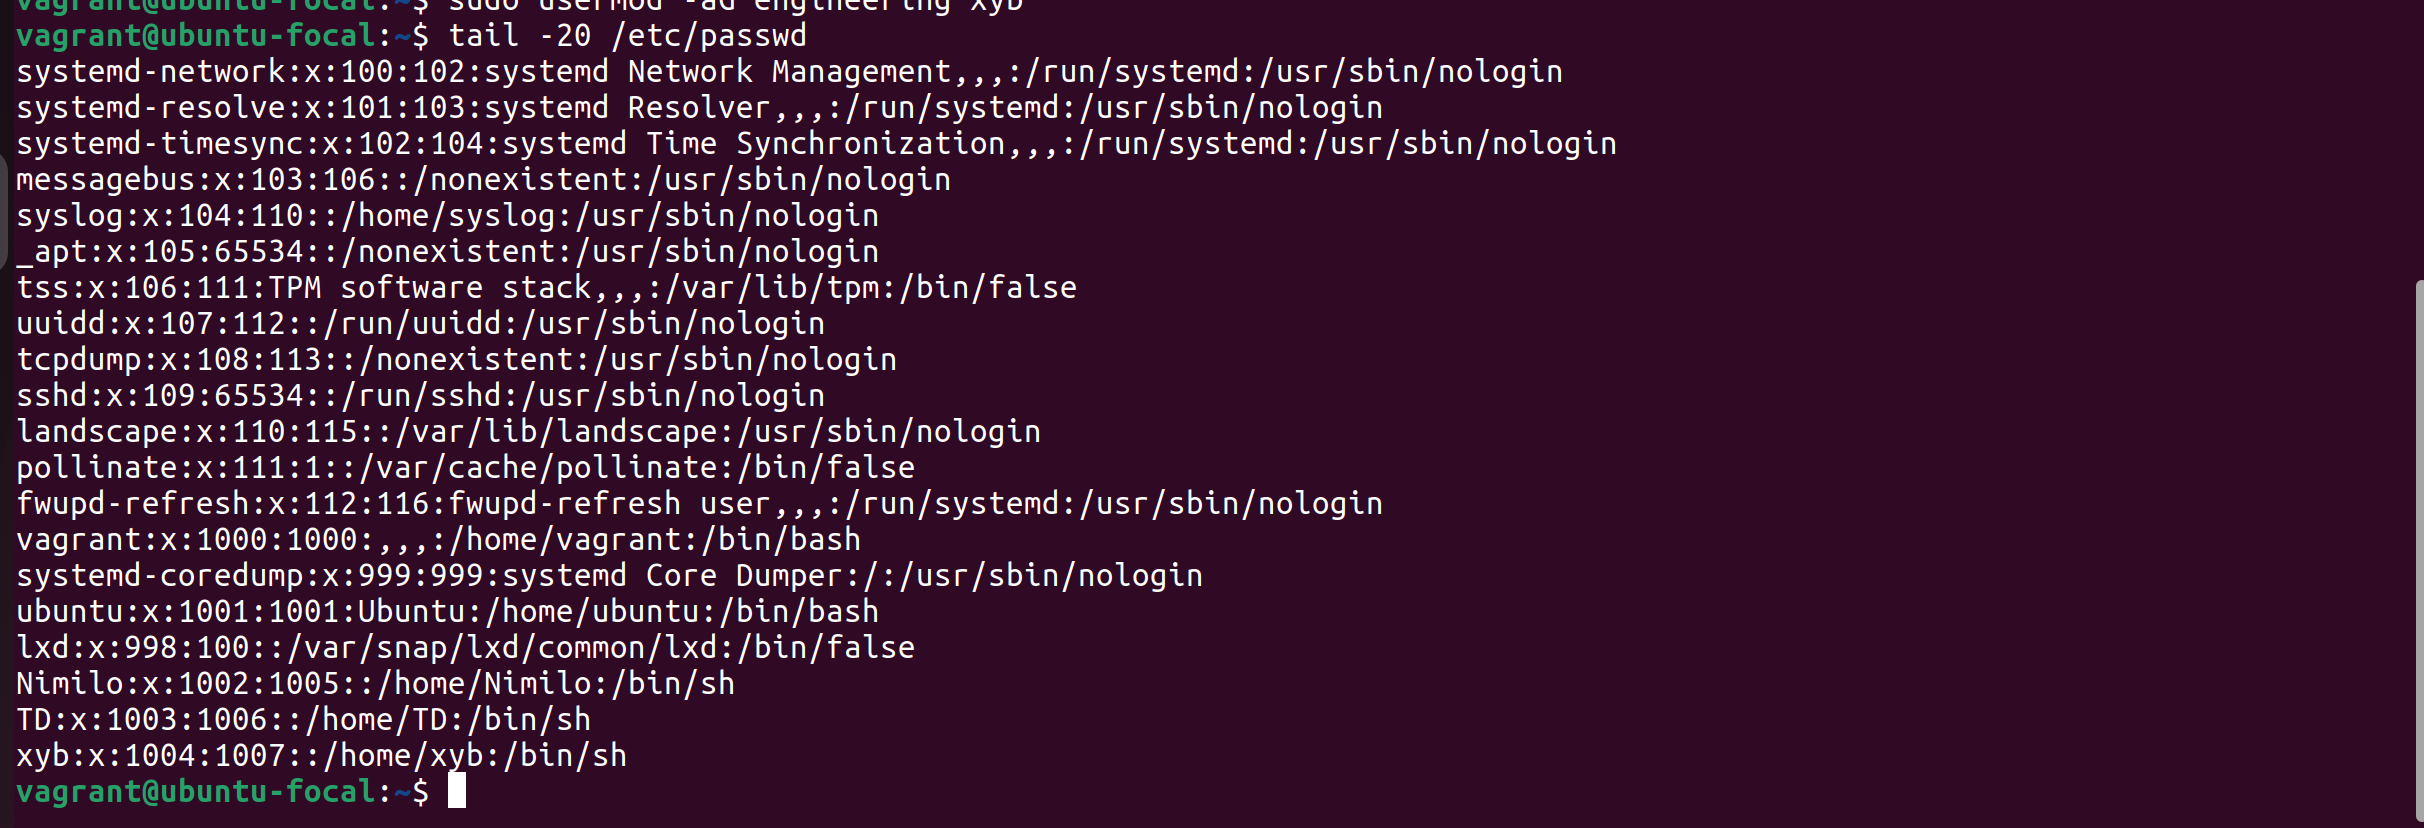 vagrant@ubuntu-focal:~$ sudo usermod engineering xyb
vagrant@ubuntu-focal:~$ tail -20 /etc/passwd
systemd-network:x:100:102:systemd Network Management,,,:/run/systemd:/usr/sbin/nologin
systemd-resolve:x:101:103:systemd Resolver,,,:/run/systemd:/usr/sbin/nologin
systemd-timesync:x:102:104:systemd Time Synchronization,,,:/run/systemd:/usr/sbin/nologin
messagebus:x:103:106::/nonexistent:/usr/sbin/nologin
syslog:x:104:110::/home/syslog:/usr/sbin/nologin
_apt:x:105:65534::/nonexistent:/usr/sbin/nologin
tss:x:106:111:TPM software stack,,,:/var/lib/tpm:/bin/false
uuidd:x:107:112::/run/uuidd:/usr/sbin/nologin
tcpdump:x:108:113::/nonexistent:/usr/sbin/nologin
sshd:x:109:65534::/run/sshd:/usr/sbin/nologin
landscape:x:110:115::/var/lib/landscape:/usr/sbin/nologin
pollinate:x:111:1::/var/cache/pollinate:/bin/false
fwupd-refresh:x:112:116:fwupd-refresh user,,,:/run/systemd:/usr/sbin/nologin
vagrant:x:1000:1000:,,,:/home/vagrant:/bin/bash
systemd-coredump:x:999:999:systemd Core Dumper:/:/usr/sbin/nologin
ubuntu:x:1001:1001:Ubuntu:/home/ubuntu:/bin/bash
lxd:x:998:100::/var/snap/lxd/common/lxd:/bin/false
Nimilo:x:1002:1005::/home/Nimilo:/bin/sh
TD:x:1003:1006::/home/TD:/bin/sh
xyb:x:1004:1007::/home/xyb:/bin/sh
vagrant@ubuntu-focal:~$